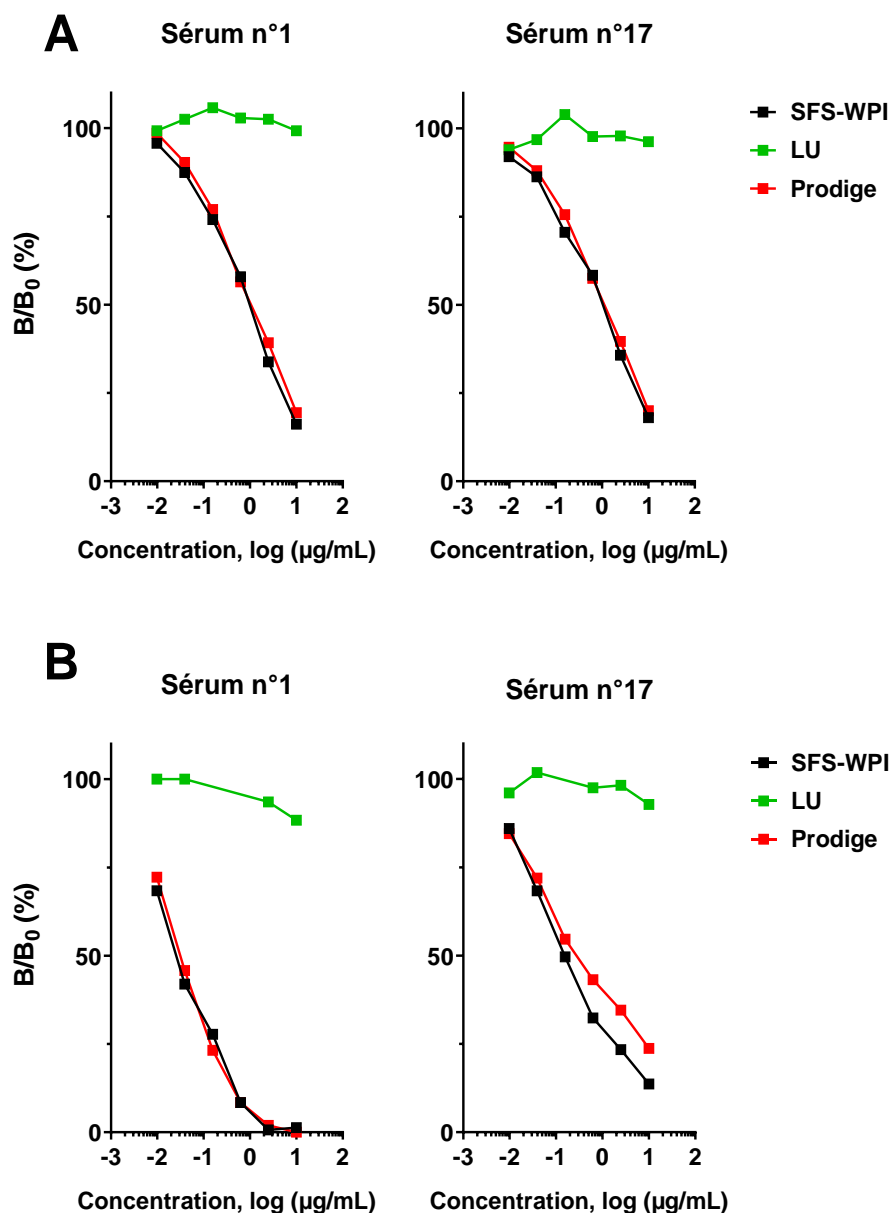 A
Sérum n°1
Sérum n°17
SFS-WPI
LU
Prodige
B/B0 (%)
100
50
0
-3 -2 -1 0 1 2
Concentration, log (µg/mL)
100
50
0
-3 -2 -1 0 1 2
Concentration, log (µg/mL)
B
Sérum n°1
Sérum n°17
SFS-WPI
LU
Prodige
B/B0 (%)
100
50
0
-3 -2 -1 0 1 2
Concentration, log (µg/mL)
100
50
0
-3 -2 -1 0 1 2
Concentration, log (µg/mL)